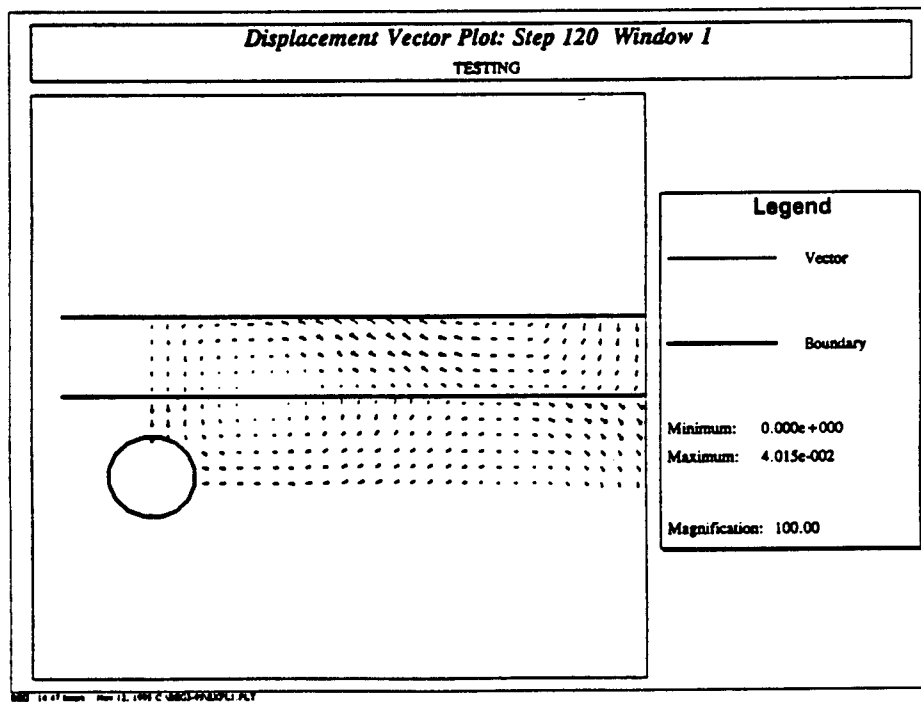 Displacement Vector Plot: Step 120 Window 1
TESTING
Legend
Vector
Boundary
Minimum: 0.000e+000
Maximum: 4.015e-002
Magnification: 100.00